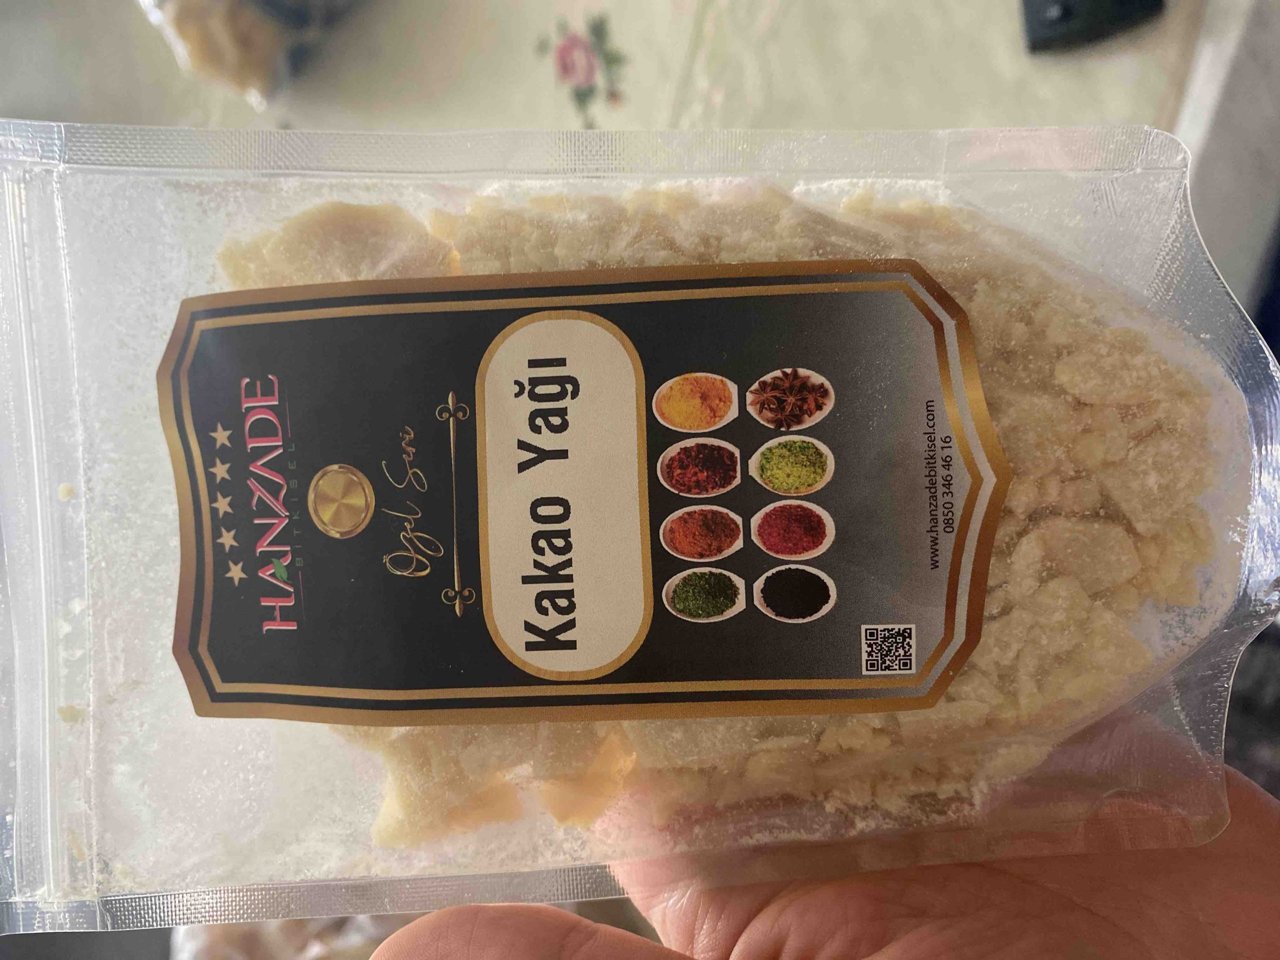 HANZADE
BİTKİSEL
Özel Seri
Kakao Yağı
www.hanzadebitkisel.com
0850 346 46 16